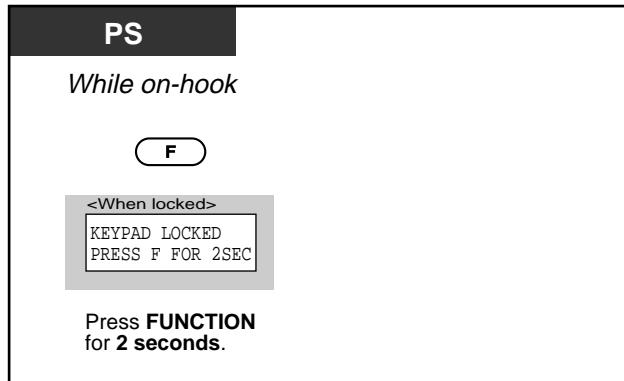 PS
While on-hook
F
<When locked>
KEYPAD LOCKED
PRESS F FOR 2SEC
Press FUNCTION
for 2 seconds.